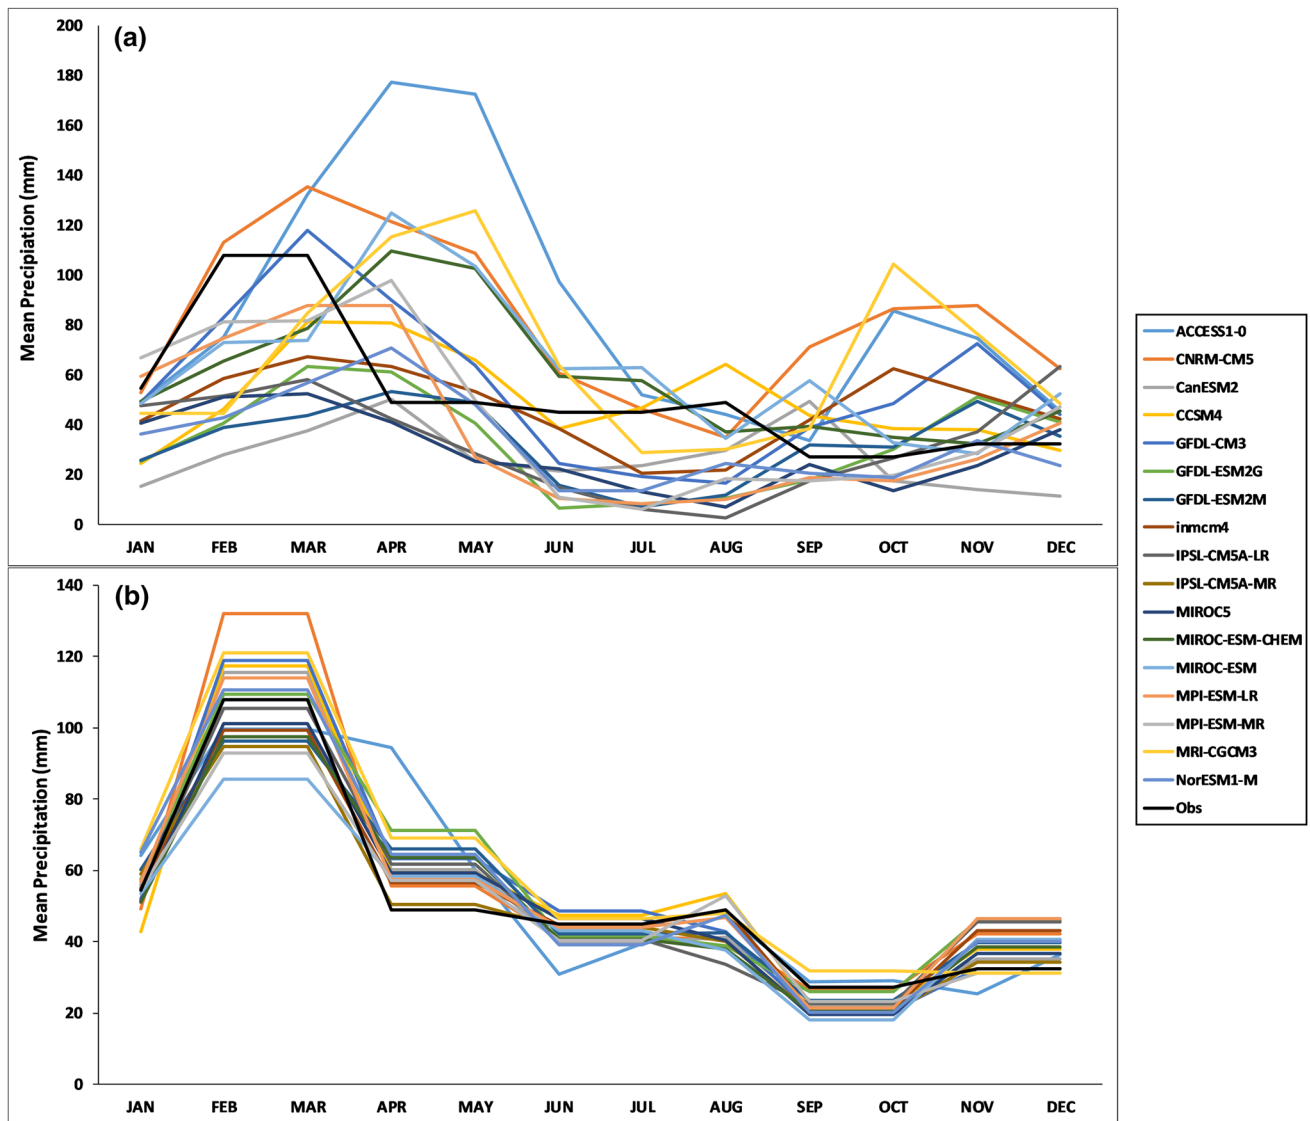 (a)
Mean Precipiation (mm)
200
180
160
140
120
100
80
60
40
20
0
JAN FEB MAR APR MAY JUN JUL AUG SEP OCT NOV DEC
(b)
Mean Precipitation (mm)
140
120
100
80
60
40
20
0
JAN FEB MAR APR MAY JUN JUL AUG SEP OCT NOV DEC
ACCESS1-0
CNRM-CM5
CanESM2
CCSM4
GFDL-CM3
GFDL-ESM2G
GFDL-ESM2M
inmcm4
IPSL-CM5A-LR
IPSL-CM5A-MR
MIROC5
MIROC-ESM-CHEM
MIROC-ESM
MPI-ESM-LR
MPI-ESM-MR
MRI-CGCM3
NorESM1-M
Obs